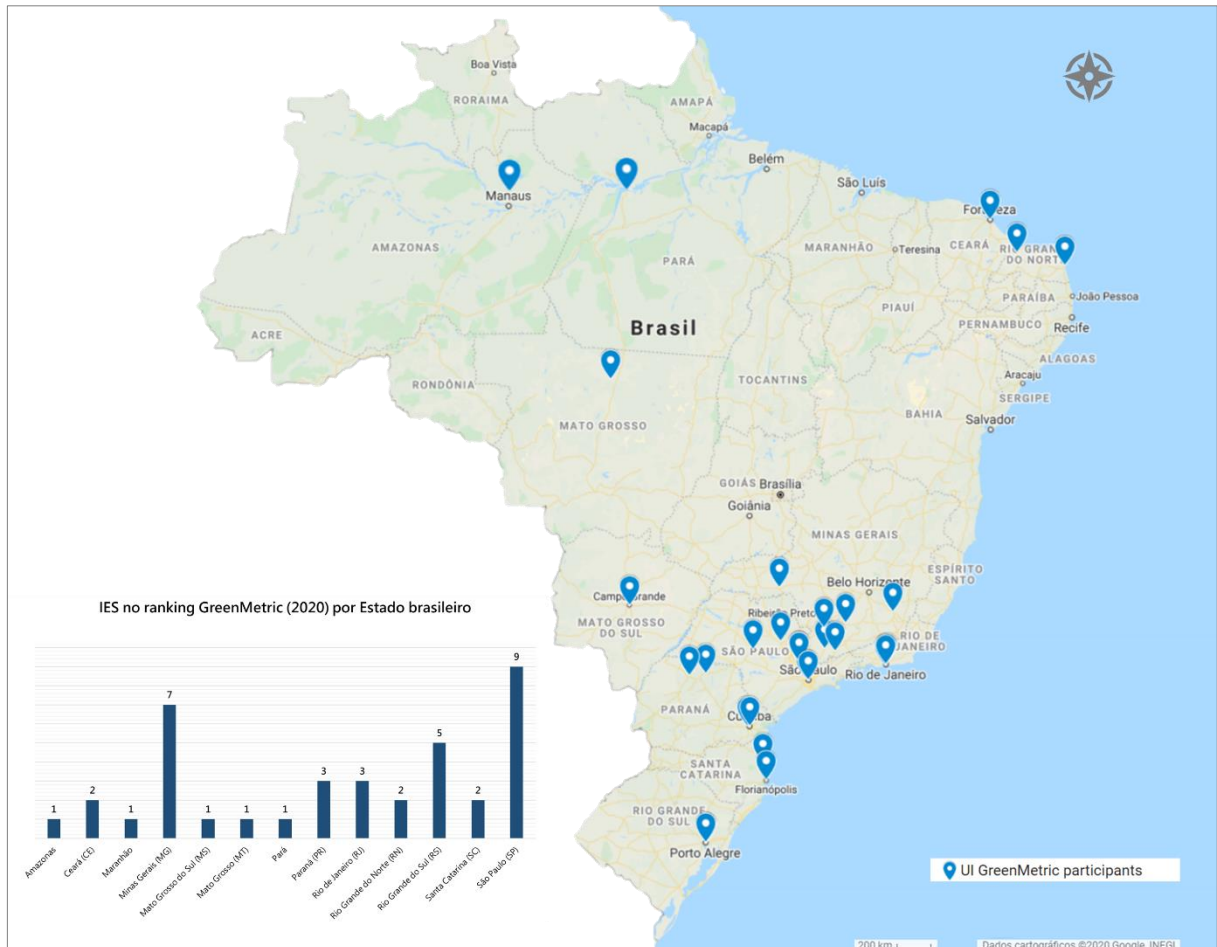 Boa Vista
RORAIMA
AMAPÁ
Macapá
Belém
São Luís
Manaus
Fortaleza
AMAZONAS
PARÁ
MARANHÃO
Teresina
CEARÁ
RIO GRANDE
DO NORTE
PARAÍBA
João Pessoa
PIAUÍ
PERNAMBUCO
Recife
Brasil
ACRE
ALAGOAS
RONDÔNIA
TOCANTINS
Aracaju
SERGIPE
BAHIA
Salvador
MATO GROSSO
GOIÁS
Brasília
Goiânia
MINAS GERAIS
ESPÍRITO
SANTO
Belo Horizonte
Campo Grande
MATO GROSSO
DO SUL
Ribeirão Preto
RIO DE
JANEIRO
SÃO PAULO
São Paulo
Rio de Janeiro
PARANÁ
Curitiba
SANTA
CATARINA
Florianópolis
RIO GRANDE
DO SUL
Porto Alegre
IES no ranking GreenMetric (2020) por Estado brasileiro
1 2 1 7 1 1 1 3 3 2 5 2 9
Amazonas
Ceará (CE)
Maranhão
Minas Gerais (MG)
Mato Grosso do Sul (MS)
Mato Grosso (MT)
Pará
Paraná (PR)
Rio de Janeiro (RJ)
Rio Grande do Norte (RN)
Rio Grande do Sul (RS)
Santa Catarina (SC)
São Paulo (SP)
UI GreenMetric participants
200 km
Dados cartográficos ©2020 Google, INEGI